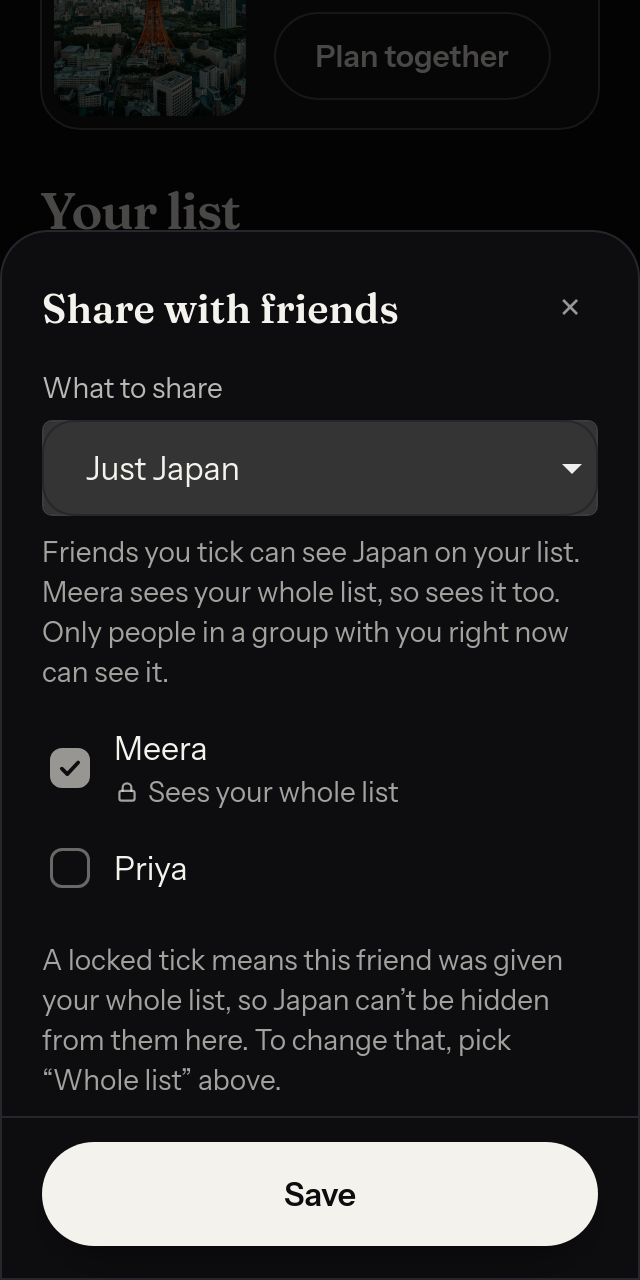 Plan together
Your list
Share with friends
What to share
Just Japan
Friends you tick can see Japan on your list.
Meera sees your whole list, so sees it too.
Only people in a group with you right now
can see it.
Meera
Sees your whole list
Priya
A locked tick means this friend was given
your whole list, so Japan can’t be hidden
from them here. To change that, pick
“Whole list” above.
Save